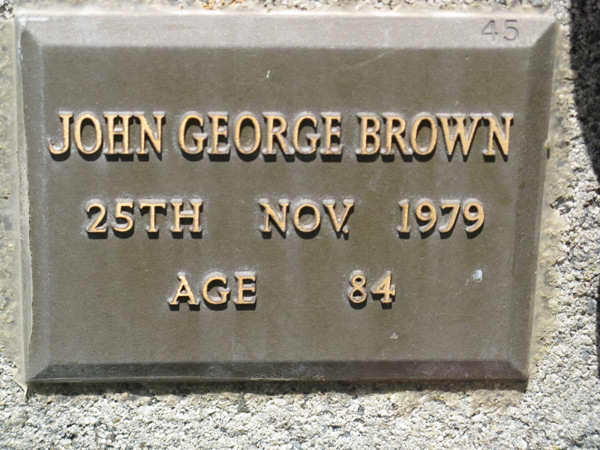 45
JOHN GEORGE BROWN
25TH NOV. 1979
AGE 84